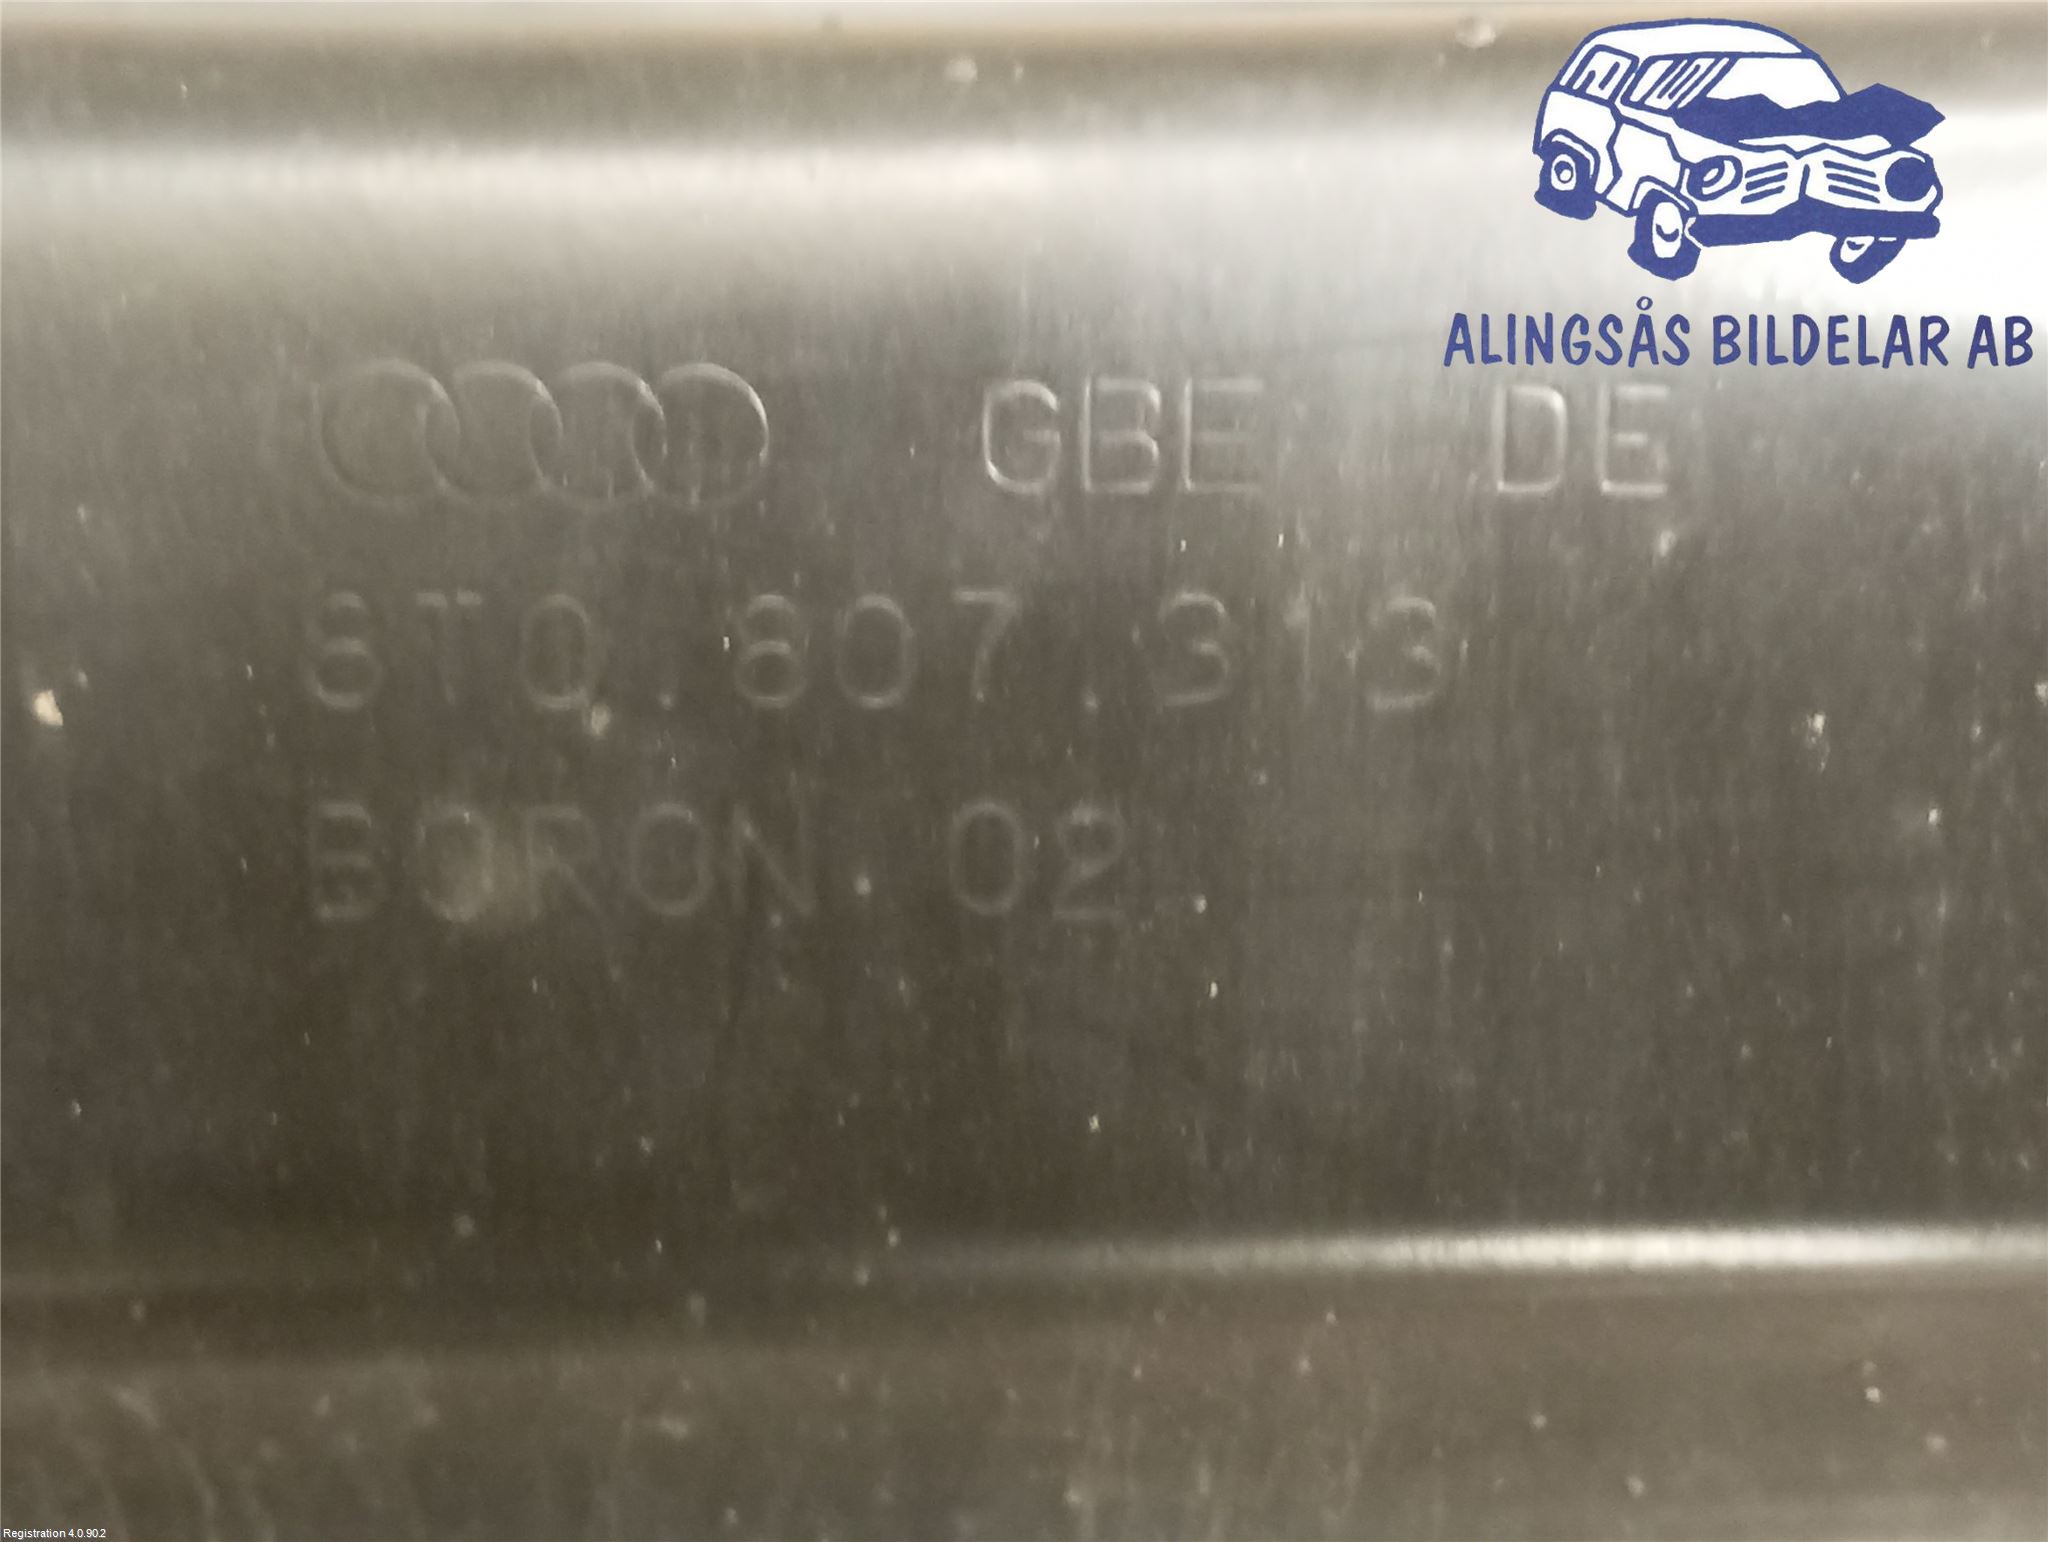 ALINGSÅS BILDELAR AB
GBE DE
8T0.807.313
BORON 02
Registration 4.0.90.2